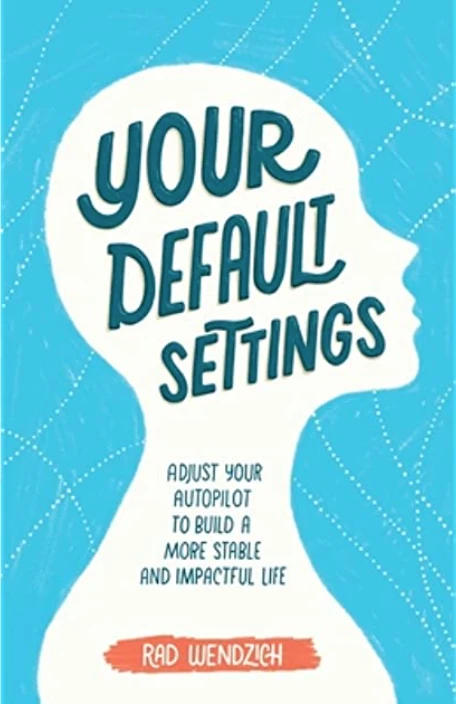 YOUR
DEFAULT
SETTINGS
ADJUST YOUR
AUTOPILOT
TO BUILD A
MORE STABLE
AND IMPACTFUL LIFE
RAD WENDZICH